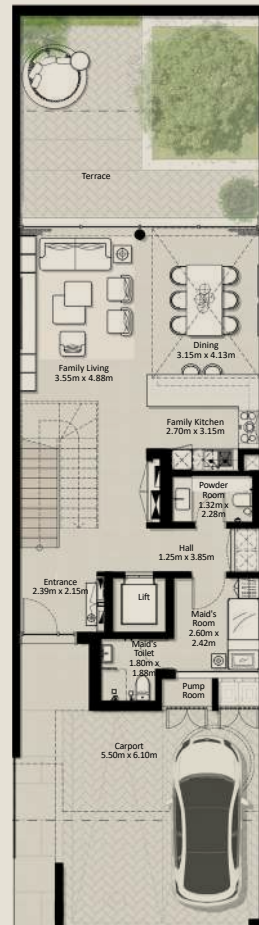 Terrace
Dining
3.15m x 4.13m
Family Living
3.55m x 4.88m
Family Kitchen
2.70m x 3.15m
Powder
Room
1.32m x
2.28m
Hall
1.25m x 3.85m
Entrance
2.39m x 2.15m
Lift
Maid's
Room
2.60m x
2.42m
Maid's
Toilet
1.80m x
1.88m
Pump
Room
Carport
5.50m x 6.10m